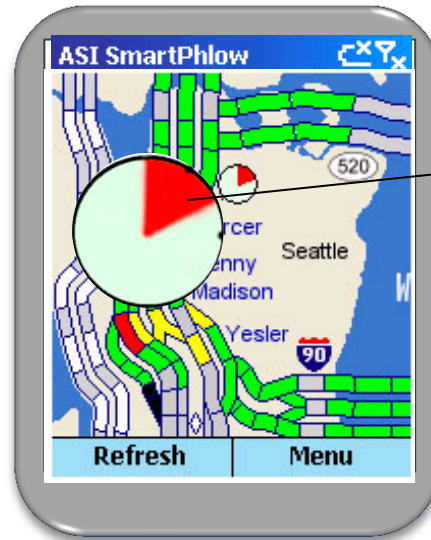 ASI SmartPhlow
520
rcer
enny
Seattle
Madison
W
Yesler
90
Refresh
Menu